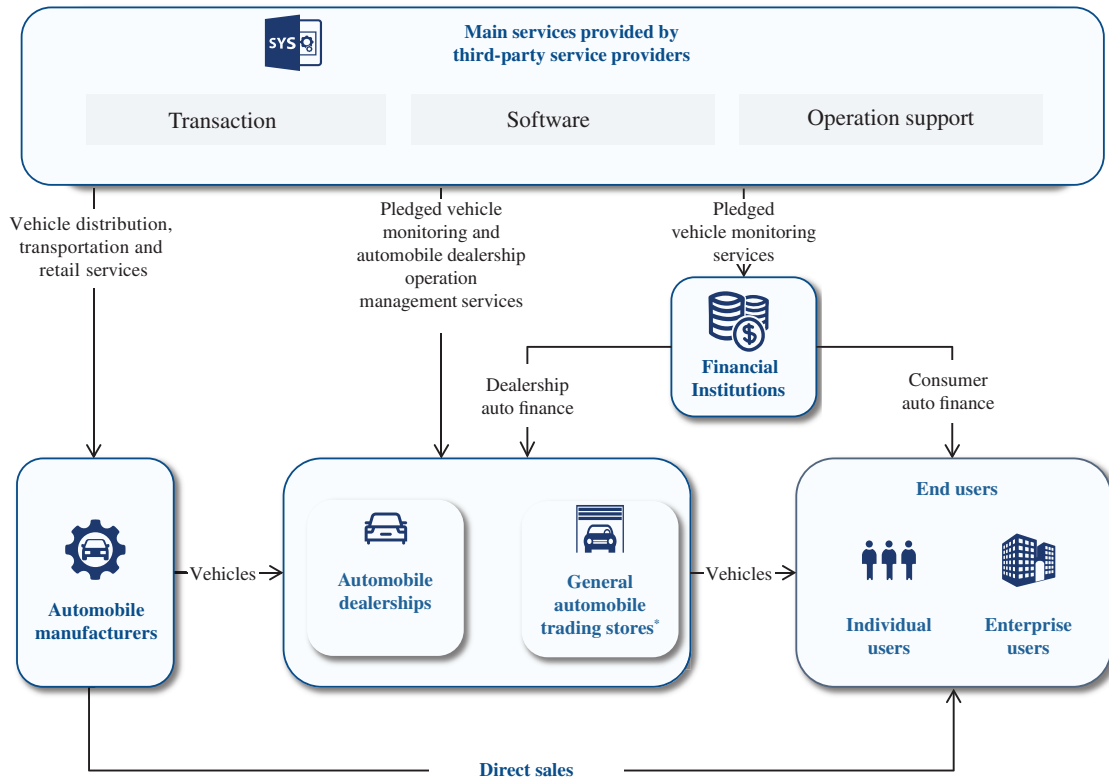 SYS
Main services provided by
third-party service providers
Transaction
Software
Operation support
Vehicle distribution,
transportation and
retail services
Pledged vehicle
monitoring and
automobile dealership
operation
management services
Pledged
vehicle monitoring
services
Financial
Institutions
Dealership
auto finance
Consumer
auto finance
Automobile
manufacturers
Vehicles
Automobile
dealerships
General
automobile
trading stores*
Vehicles
End users
Individual
users
Enterprise
users
Direct sales